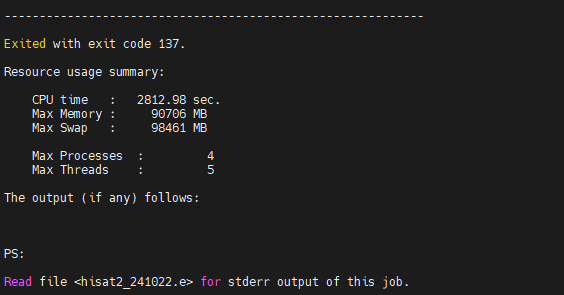 ------------------------------------------------------------
Exited with exit code 137.
Resource usage summary:
CPU time : 2812.98 sec.
Max Memory : 90706 MB
Max Swap : 98461 MB
Max Processes : 4
Max Threads : 5
The output (if any) follows:
PS:
Read file <hisat2_241022.e> for stderr output of this job.